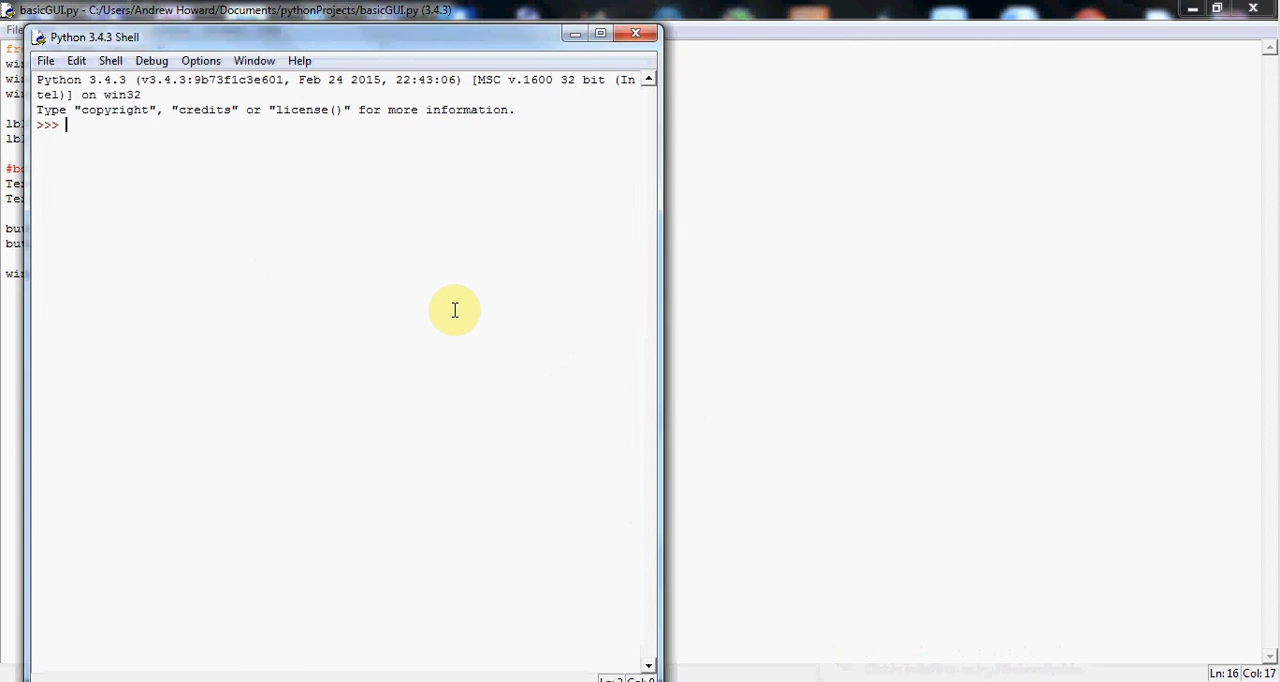 basicGUI.py - C:/Users/Andrew Howard/Documents/pythonProjects/basicGUI.py (3.4.3)
Python 3.4.3 Shell
File Edit Shell Debug Options Window Help
Python 3.4.3 (v3.4.3:9b73f1c3e601, Feb 24 2015, 22:43:06) [MSC v.1600 32 bit (In
tel)] on win32
Type "copyright", "credits" or "license()" for more information.
>>>
File
Ln: 16 Col: 17